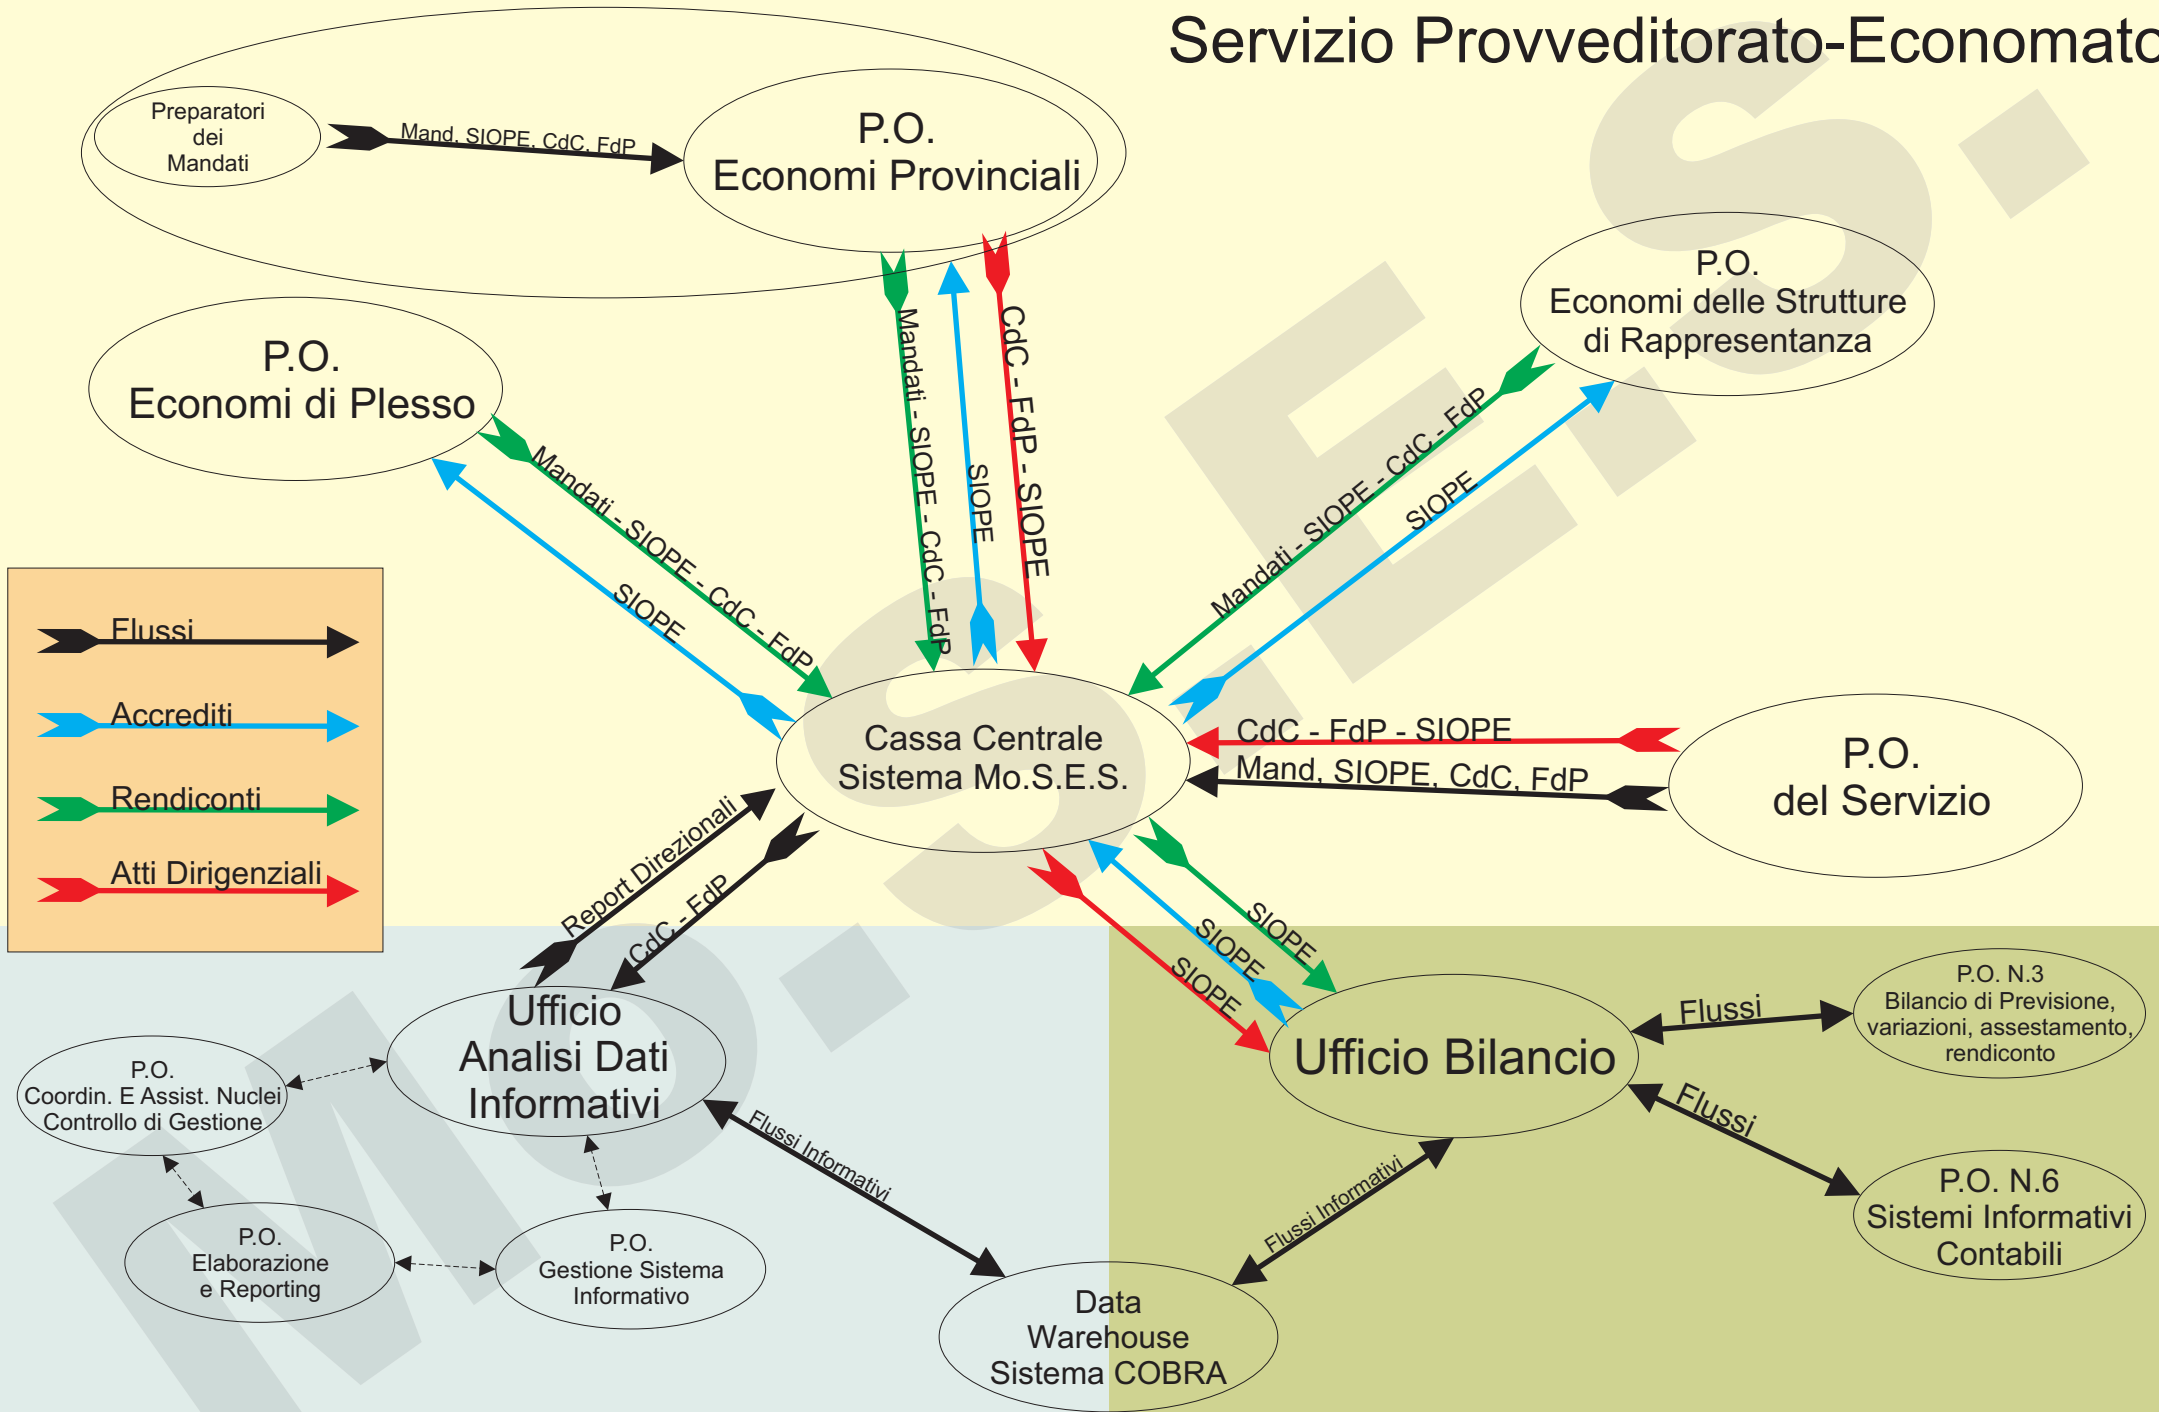 Servizio Provveditorato-Economato
Preparatori
dei
Mandati
Mand, SIOPE, CdC, FdP
P.O.
Economi Provinciali
P.O.
Economi delle Strutture
di Rappresentanza
P.O.
Economi di Plesso
Mandati - SIOPE - CdC - FdP
SIOPE
Mandati - SIOPE - CdC - FdP
SIOPE
CdC - FdP - SIOPE
Mandati - SIOPE - CdC - FdP
SIOPE
Flussi
Accrediti
Rendiconti
Atti Dirigenziali
Cassa Centrale
Sistema Mo.S.E.S.
CdC - FdP - SIOPE
Mand, SIOPE, CdC, FdP
P.O.
del Servizio
Report Direzionali
CdC - FdP
SIOPE
SIOPE
SIOPE
Ufficio
Analisi Dati
Informativi
Ufficio Bilancio
Flussi
P.O. N.3
Bilancio di Previsione,
variazioni, assestamento,
rendiconto
Flussi
P.O. N.6
Sistemi Informativi
Contabili
P.O.
Coordin. E Assist. Nuclei
Controllo di Gestione
P.O.
Elaborazione
e Reporting
P.O.
Gestione Sistema
Informativo
Flussi Informativi
Flussi Informativi
Data
Warehouse
Sistema COBRA
Mo.S.E.S.